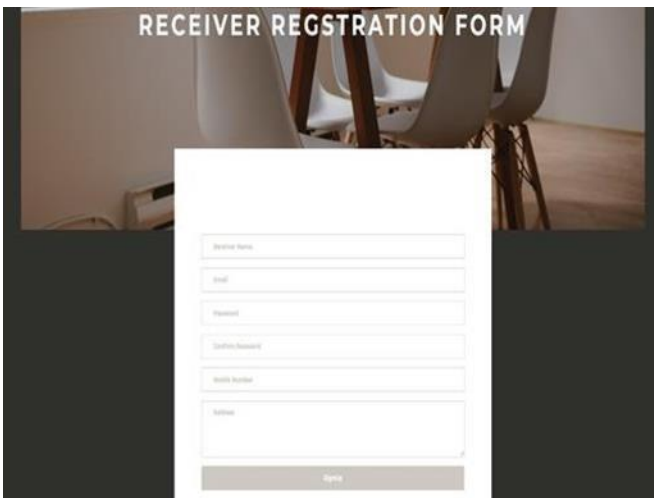 RECEIVER REGSTRATION FORM
Receiver Name
Email
Password
Confirm Password
Mobile Number
Address